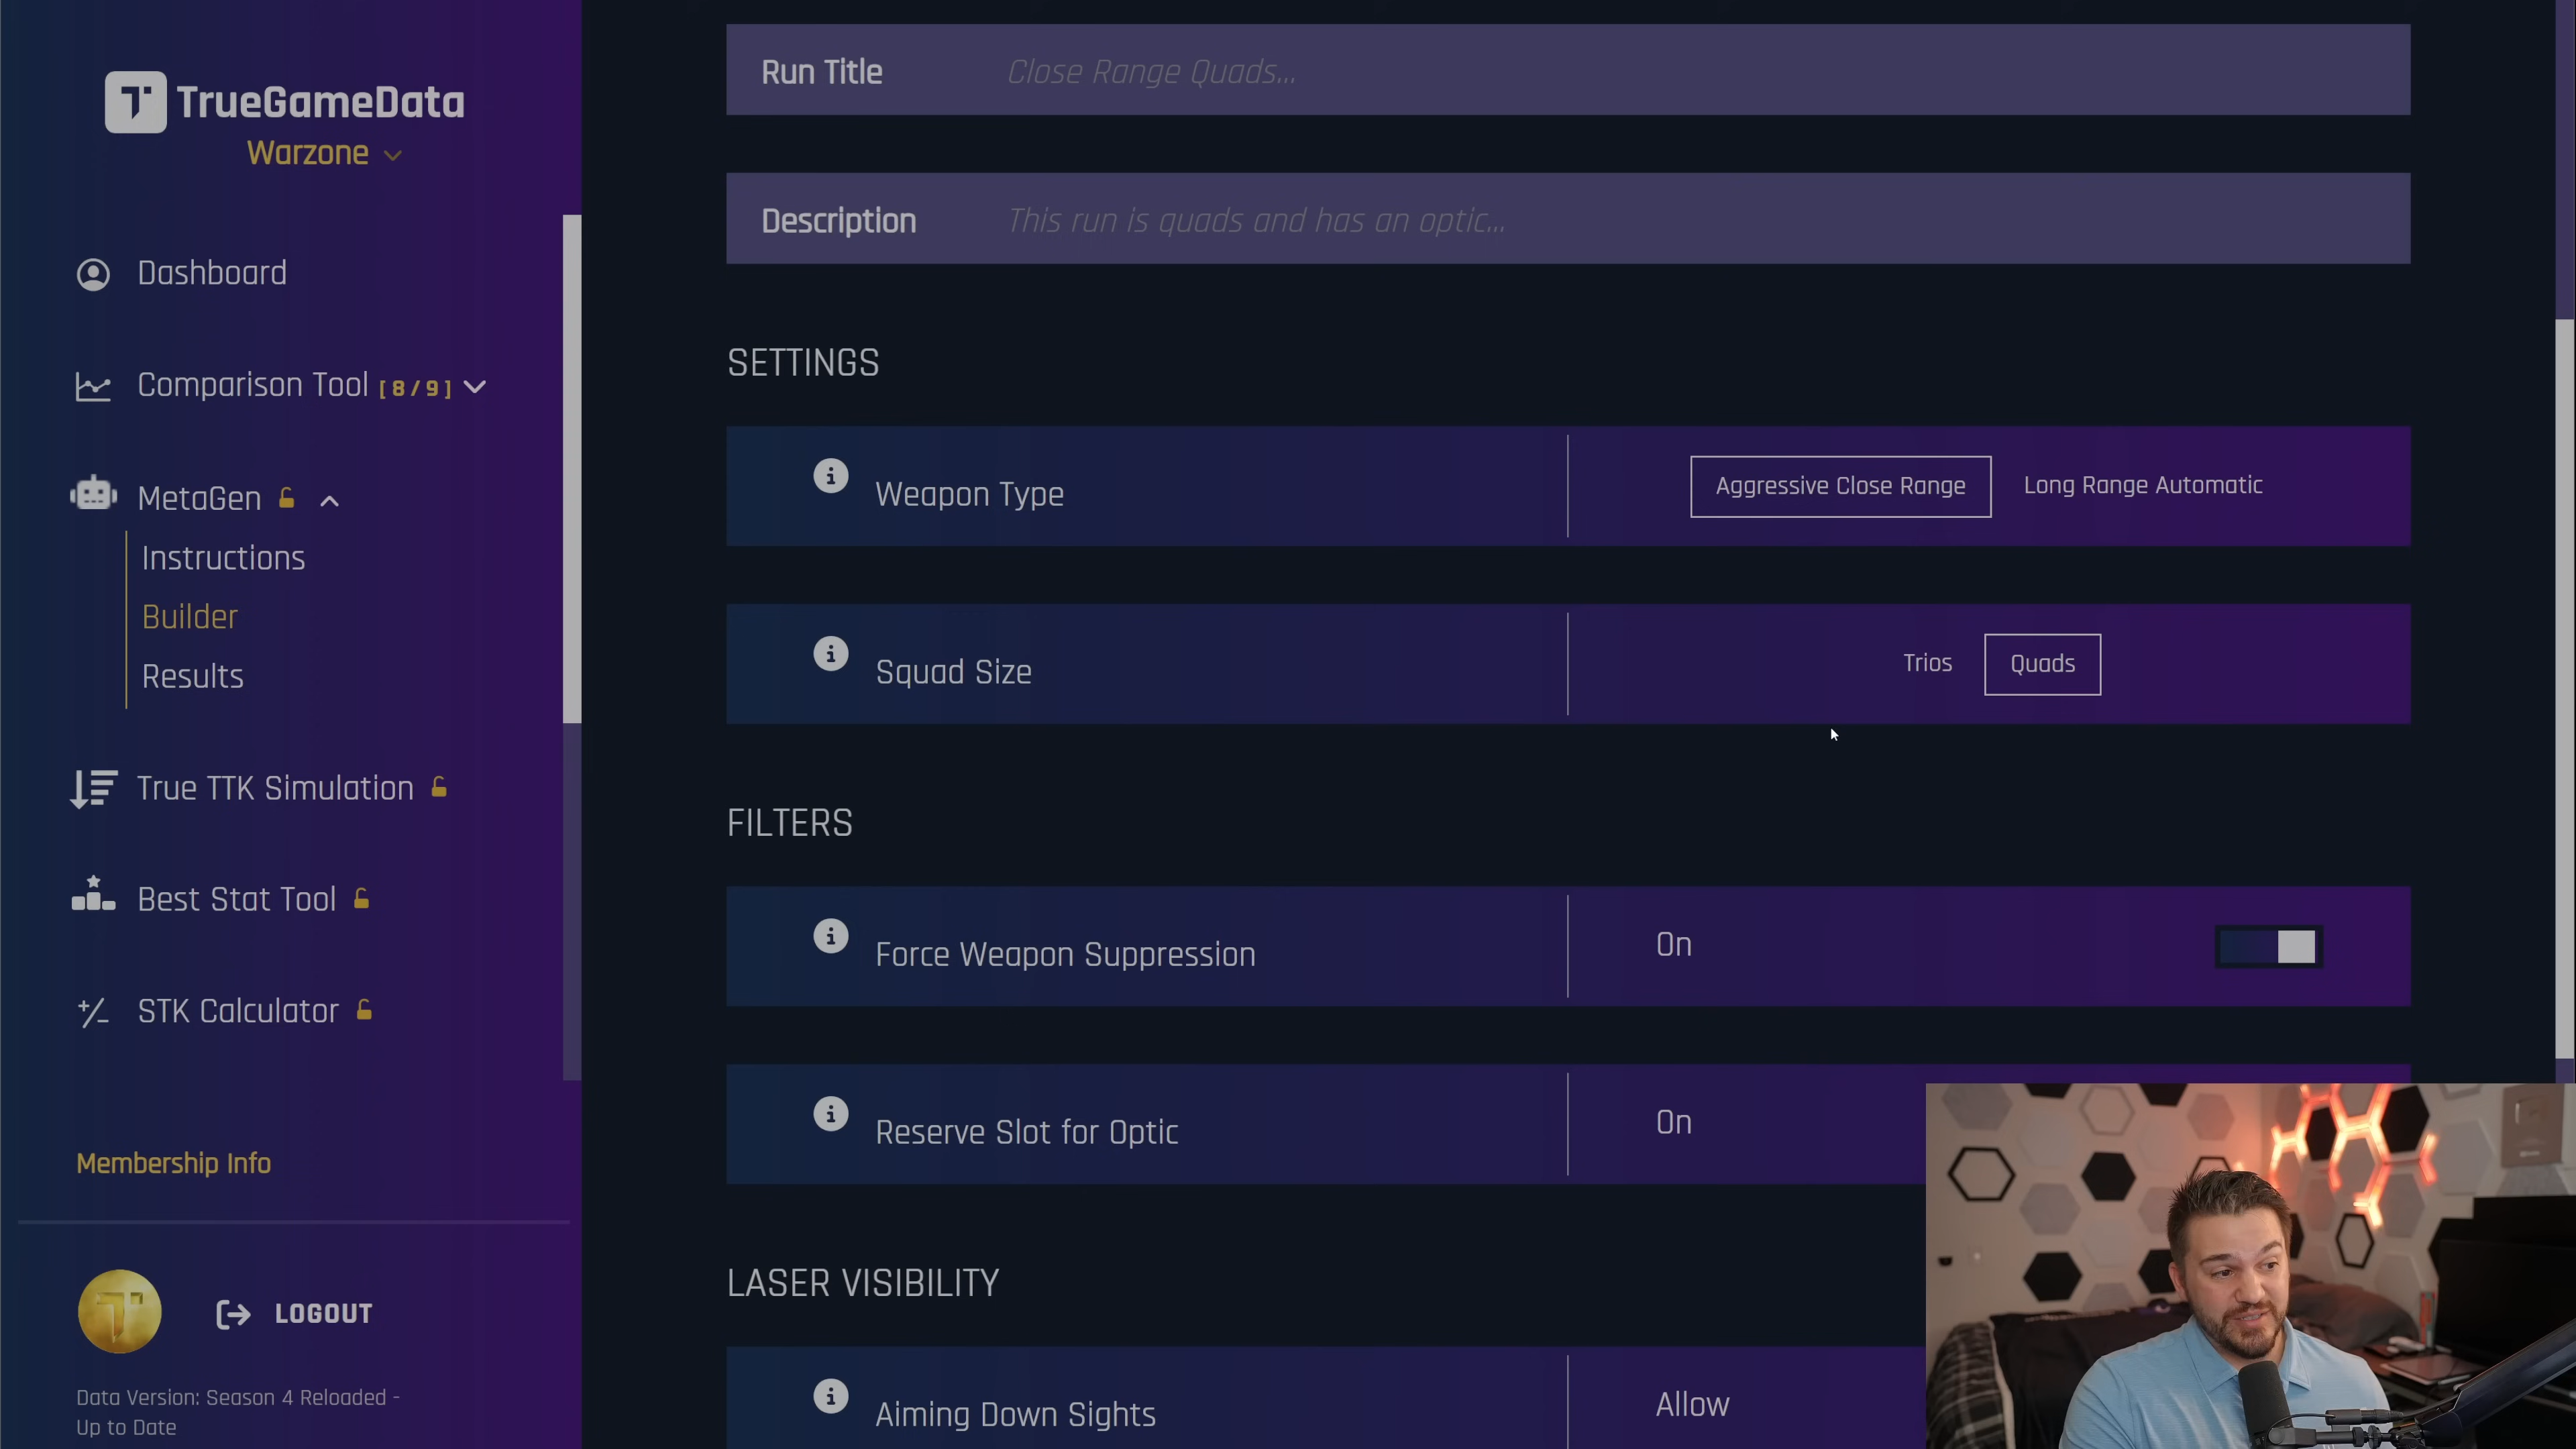 TrueGameData
Warzone
Dashboard
Comparison Tool [8/9]
MetaGen
Instructions
Builder
Results
True TTK Simulation
Best Stat Tool
STK Calculator
Membership Info
LOGOUT
Data Version: Season 4 Reloaded -
Up to Date
Run Title Close Range Quads...
Description This run is quads and has an optic...
SETTINGS
Weapon Type Aggressive Close Range Long Range Automatic
Squad Size Trios Quads
FILTERS
Force Weapon Suppression On
Reserve Slot for Optic On
LASER VISIBILITY
Aiming Down Sights Allow